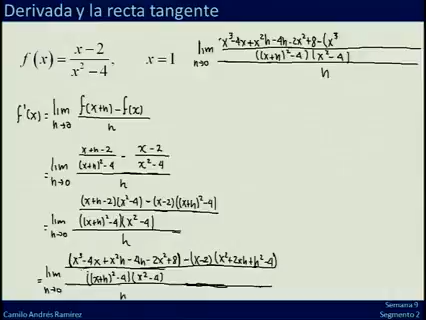 Derivada y la recta tangente
f(x) = (x-2)/(x²-4), x = 1
f'(x) = lim h→0 (f(x+h) - f(x))/h
= lim h→0 ((x+h-2)/((x+h)²-4) - (x-2)/(x²-4))/h
= lim h→0 (((x+h-2)(x²-4) - (x-2)((x+h)²-4))/(((x+h)²-4)(x²-4)))/h
= lim h→0 (((x³-4x+x²h-4h-2x²+8) - (x-2)(x²+2xh+h²-4))/(((x+h)²-4)(x²-4)))/h
lim h→0 ((x³-4x+x²h-4h-2x²+8-(x³)/(((x+h)²-4)(x²-4)))/h
Camilo Andrés Ramírez
Semana 9
Segmento 2